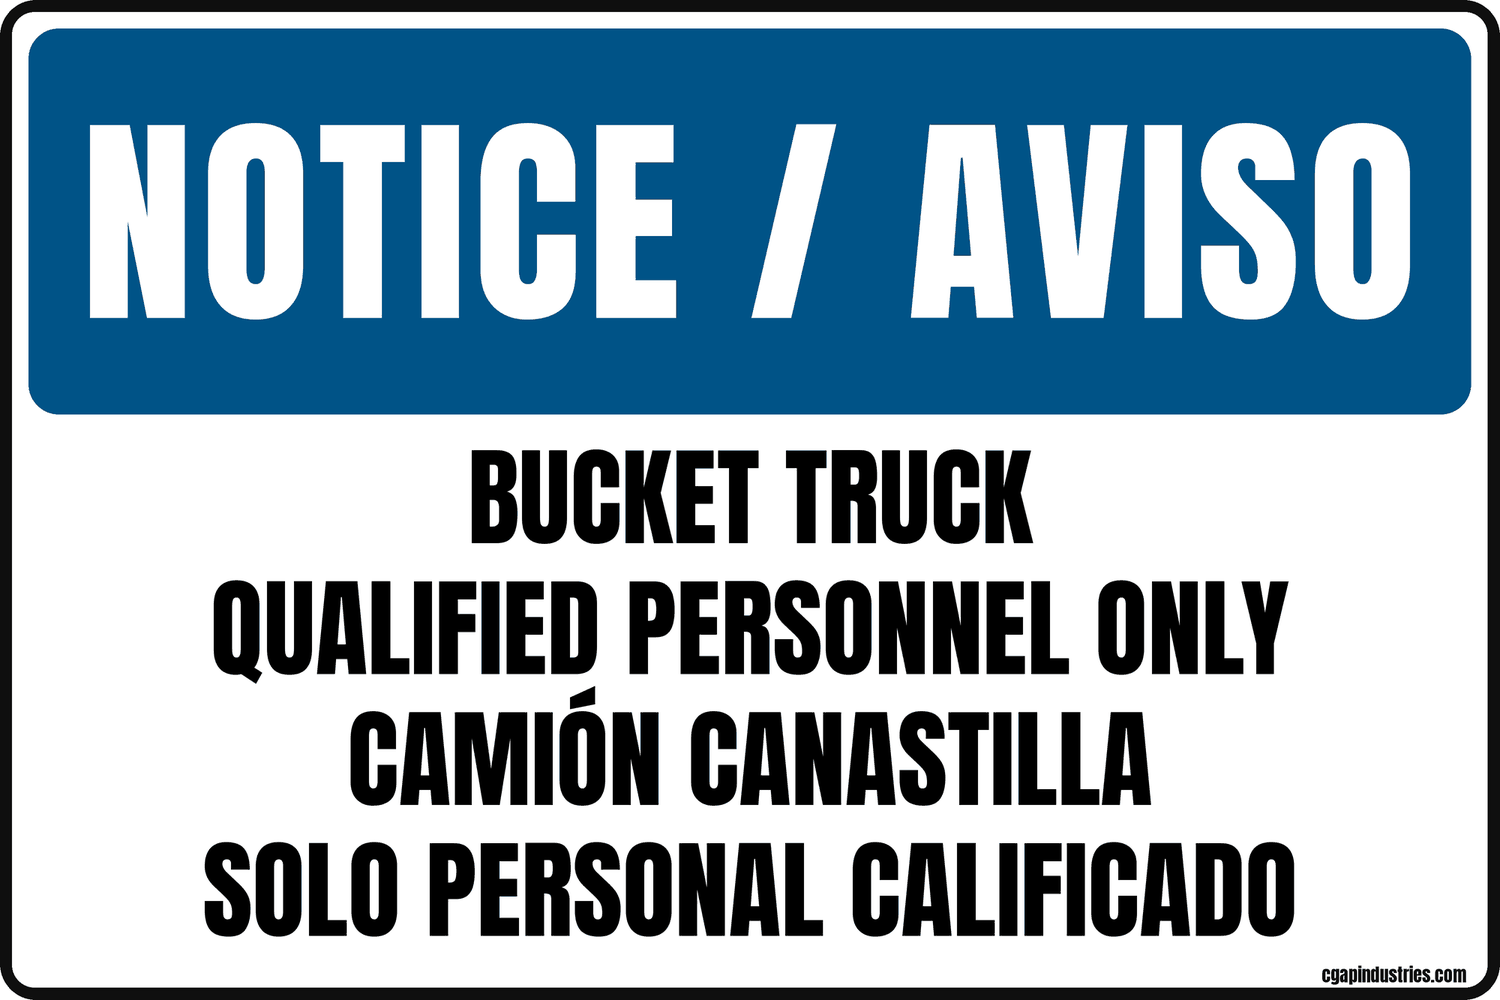 NOTICE / AVISO
BUCKET TRUCK
QUALIFIED PERSONNEL ONLY
CAMIÓN CANASTILLA
SOLO PERSONAL CALIFICADO
cgapindustries.com